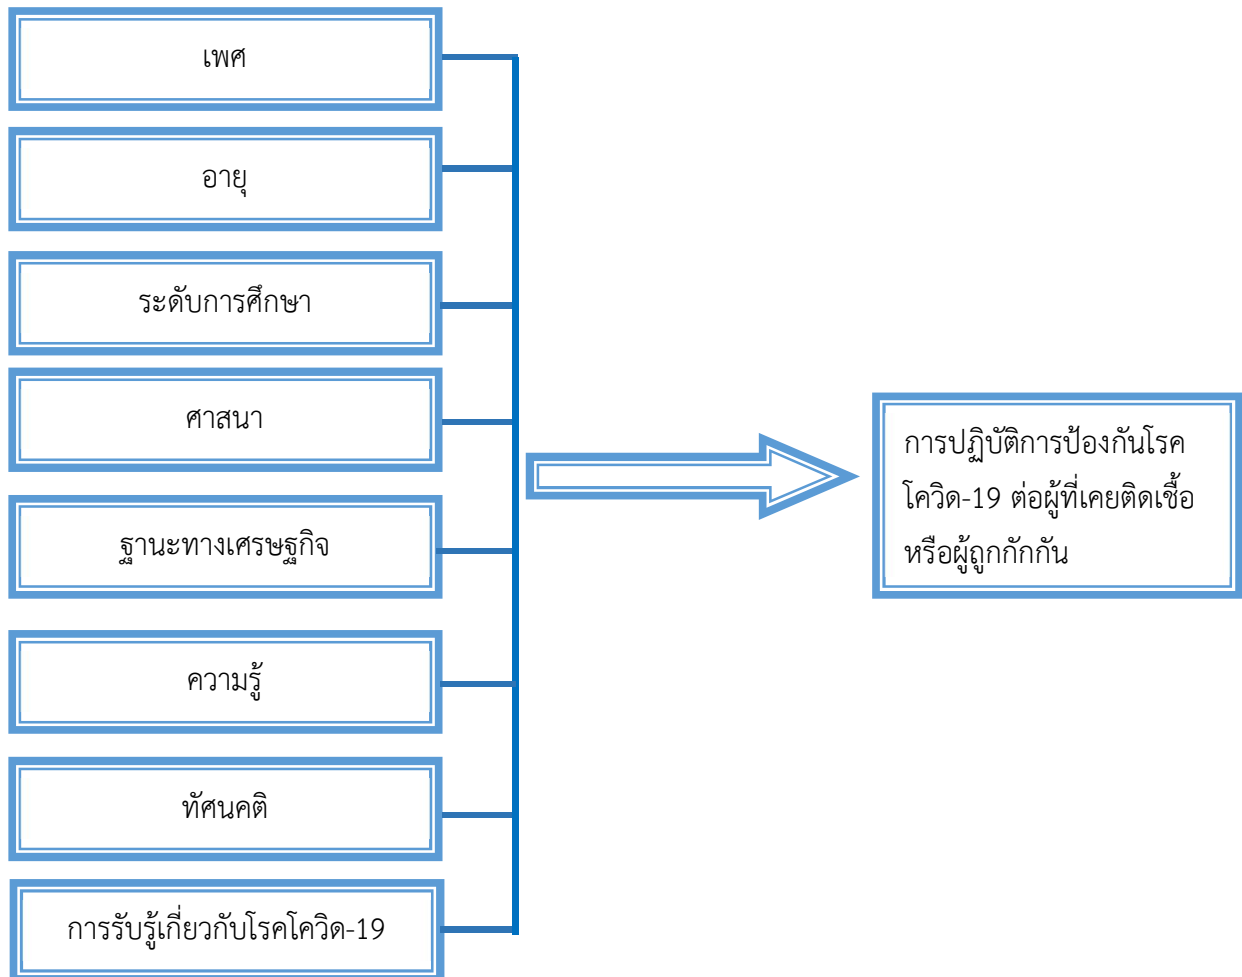 เพศ
อายุ
ระดับการศึกษา
ศาสนา
ฐานะทางเศรษฐกิจ
ความรู้
ทัศนคติ
การรับรู้เกี่ยวกับโรคโควิด-19
การปฏิบัติการป้องกันโรค
โควิด-19 ต่อผู้ที่เคยติดเชื้อ
หรือผู้ถูกกักกัน